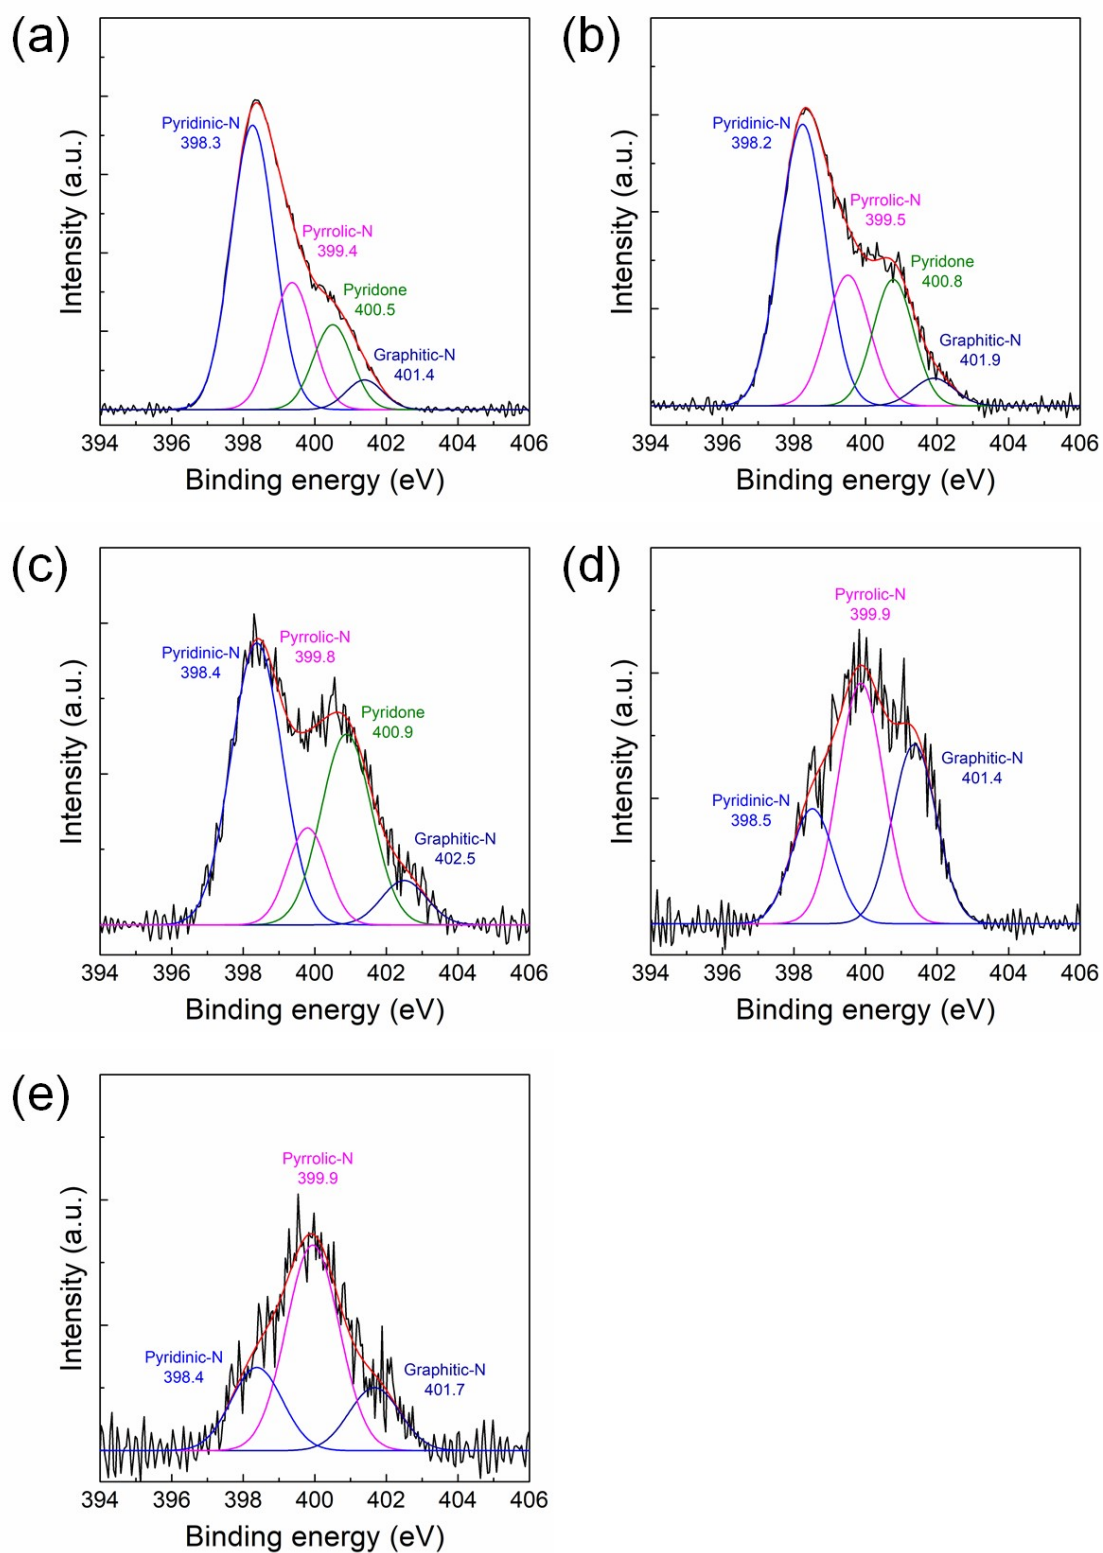 (a)
Intensity (a.u.)
Pyridinic-N
398.3
Pyrrolic-N
399.4
Pyridone
400.5
Graphitic-N
401.4
394 396 398 400 402 404 406
Binding energy (eV)
(b)
Intensity (a.u.)
Pyridinic-N
398.2
Pyrrolic-N
399.5
Pyridone
400.8
Graphitic-N
401.9
394 396 398 400 402 404 406
Binding energy (eV)
(c)
Intensity (a.u.)
Pyridinic-N
398.4
Pyrrolic-N
399.8
Pyridone
400.9
Graphitic-N
402.5
394 396 398 400 402 404 406
Binding energy (eV)
(d)
Intensity (a.u.)
Pyrrolic-N
399.9
Pyridinic-N
398.5
Graphitic-N
401.4
394 396 398 400 402 404 406
Binding energy (eV)
(e)
Intensity (a.u.)
Pyrrolic-N
399.9
Pyridinic-N
398.4
Graphitic-N
401.7
394 396 398 400 402 404 406
Binding energy (eV)